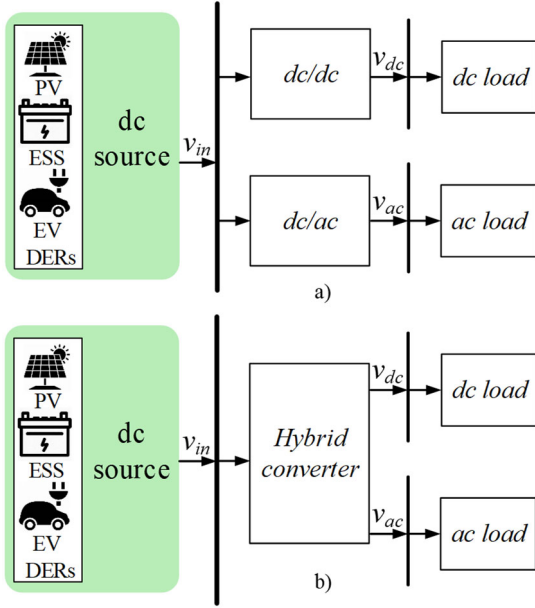 PV
ESS
EV
DERs
dc
source
v_in
dc/dc
v_dc
dc load
dc/ac
v_ac
ac load
a)
PV
ESS
EV
DERs
dc
source
v_in
Hybrid
converter
v_dc
dc load
v_ac
ac load
b)